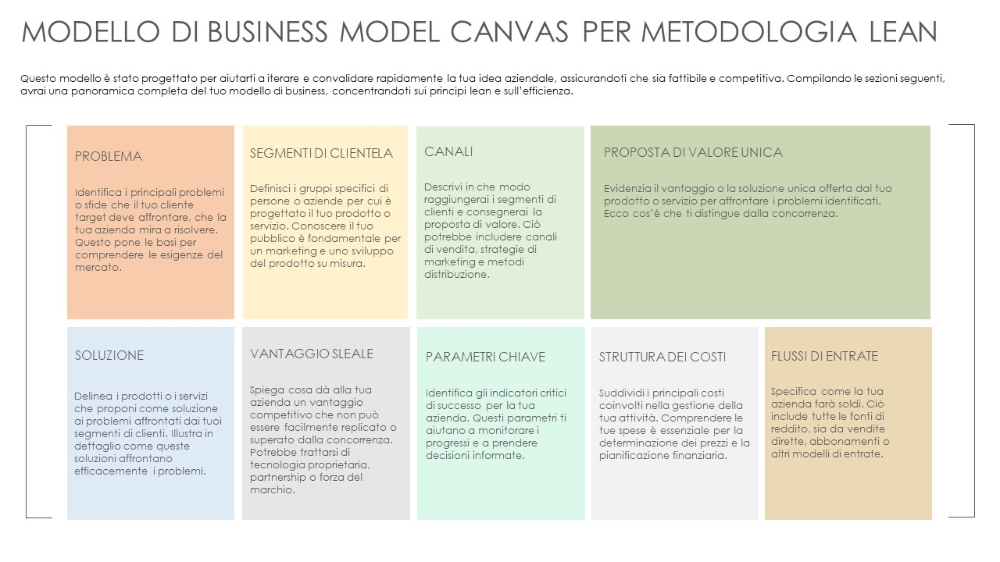 MODELLO DI BUSINESS MODEL CANVAS PER METODOLOGIA LEAN
Questo modello è stato progettato per aiutarti a iterare e convalidare rapidamente la tua idea aziendale, assicurandoti che sia fattibile e competitiva. Compilando le sezioni seguenti,
avrai una panoramica completa del tuo modello di business, concentrandoti sui principi lean e sull'efficienza.
PROBLEMA
Identifica i principali problemi
o sfide che il tuo cliente
target deve affrontare, che la
tua azienda mira a risolvere.
Questo pone le basi per
comprendere le esigenze del
mercato.
SEGMENTI DI CLIENTELA
Definisci i gruppi specifici di
persone o aziende per cui è
progettato il tuo prodotto o
servizio. Conoscere il tuo
pubblico è fondamentale per
un marketing e uno sviluppo
del prodotto su misura.
CANALI
Descrivi in che modo
raggiungerai i segmenti di
clienti e consegnerai la
proposta di valore. Ciò
potrebbe includere canali
di vendita, strategie di
marketing e metodi
distribuzione.
PROPOSTA DI VALORE UNICA
Evidenzia il vantaggio o la soluzione unica offerta dal tuo
prodotto o servizio per affrontare i problemi identificati.
Ecco cos'è che ti distingue dalla concorrenza.
SOLUZIONE
Delinea i prodotti o i servizi
che proponi come soluzione
ai problemi affrontati dai tuoi
segmenti di clienti. Illustra in
dettaglio come queste
soluzioni affrontano
efficacemente i problemi.
VANTAGGIO SLEALE
Spiega cosa dà alla tua
azienda un vantaggio
competitivo che non può
essere facilmente replicato o
superato dalla concorrenza.
Potrebbe trattarsi di
tecnologia proprietaria,
partnership o forza del
marchio.
PARAMETRI CHIAVE
Identifica gli indicatori critici
di successo per la tua
azienda. Questi parametri ti
aiutano a monitorare i
progressi e a prendere
decisioni informate.
STRUTTURA DEI COSTI
Suddividi i principali costi
coinvolti nella gestione della
tua attività. Comprendere le
tue spese è essenziale per la
determinazione dei prezzi e la
pianificazione finanziaria.
FLUSSI DI ENTRATE
Specifica come la tua
azienda farà soldi. Ciò
include tutte le fonti di
reddito, sia da vendite
dirette, abbonamenti o
altri modelli di entrate.